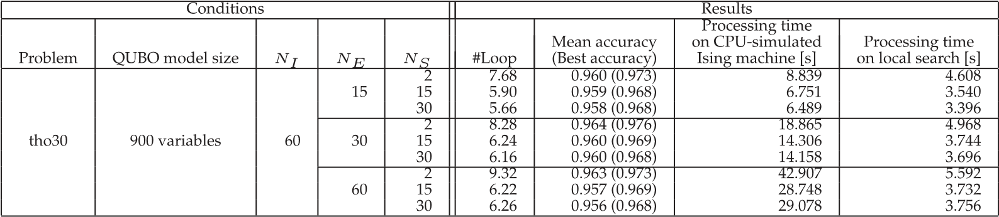 Conditions Results
Processing time
Mean accuracy on CPU-simulated Processing time
Problem QUBO model size N_I N_E N_S #Loop (Best accuracy) Ising machine [s] on local search [s]
2 7.68 0.960 (0.973) 8.839 4.608
15 15 5.90 0.959 (0.968) 6.751 3.540
30 5.66 0.958 (0.968) 6.489 3.396
2 8.28 0.964 (0.976) 18.865 4.968
tho30 900 variables 60 30 15 6.24 0.960 (0.969) 14.306 3.744
30 6.16 0.960 (0.968) 14.158 3.696
2 9.32 0.963 (0.973) 42.907 5.592
60 15 6.22 0.957 (0.969) 28.748 3.732
30 6.26 0.956 (0.968) 29.078 3.756